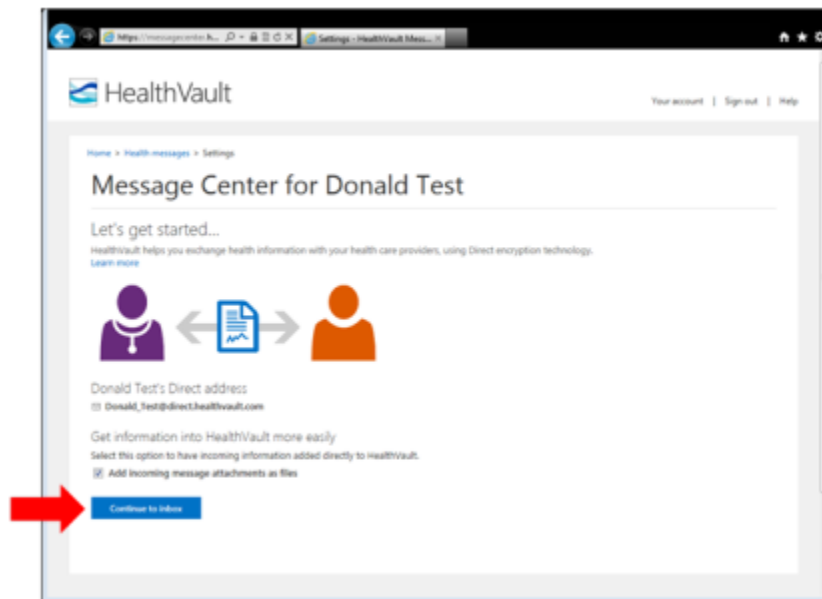 https://messagecenter.h...
Settings - HealthVault Mess...
HealthVault
Your account | Sign out | Help
Home > Health messages > Settings
Message Center for Donald Test
Let's get started...
HealthVault helps you exchange health information with your health care providers, using Direct encryption technology.
Learn more
Donald Test's Direct address
Donald_Test@direct.healthvault.com
Get information into HealthVault more easily
Select this option to have incoming information added directly to HealthVault.
Add incoming message attachments as files
Continue to inbox